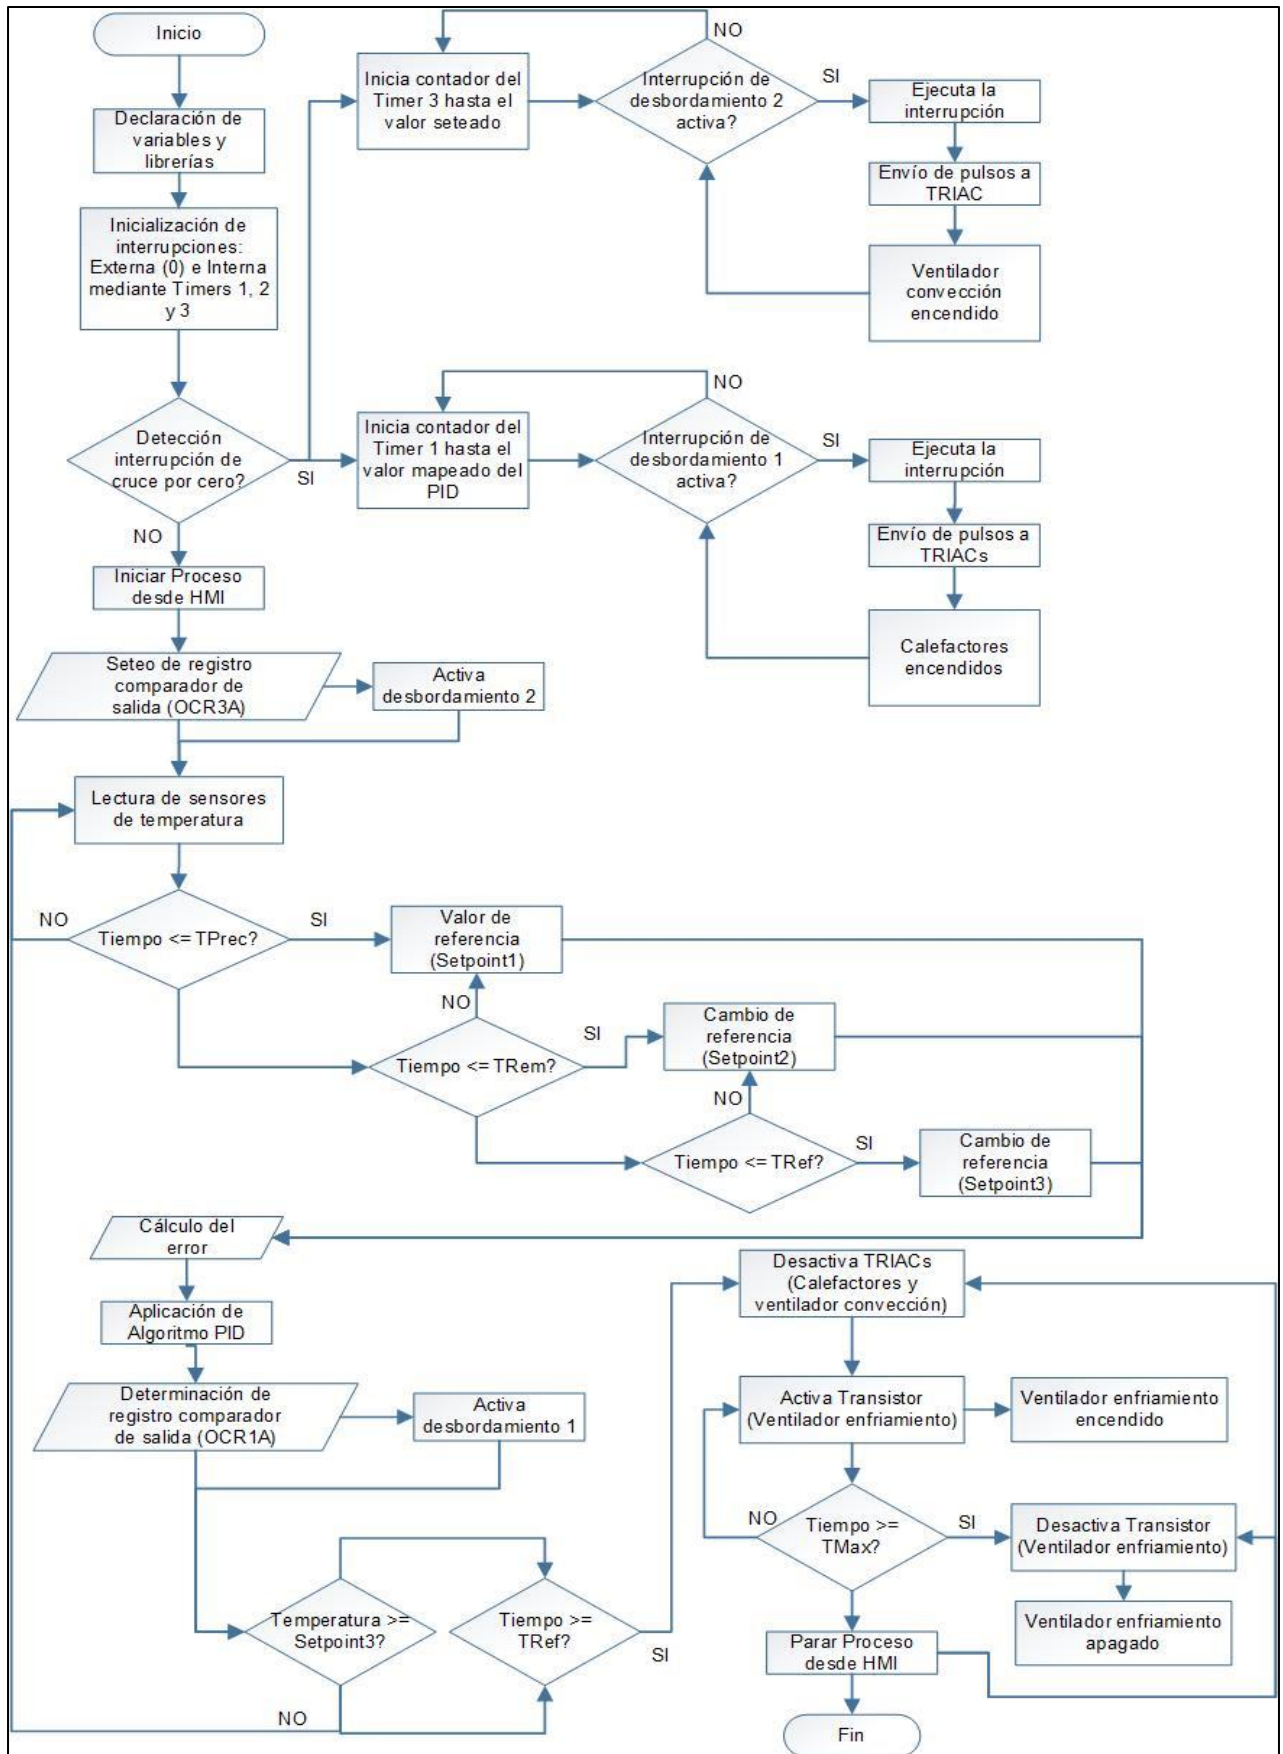 Inicio
Declaración de
variables y
librerías
Inicialización de
interrupciones:
Externa (0) e Interna
mediante Timers 1, 2
y 3
Detección
interrupción de
cruce por cero?
SI
NO
Inicia contador del
Timer 3 hasta el
valor seteado
NO
Interrupción de
desbordamiento 2
activa?
SI
Ejecuta la
interrupción
Envío de pulsos a
TRIAC
Ventilador
convección
encendido
Inicia contador del
Timer 1 hasta el
valor mapeado del
PID
NO
Interrupción de
desbordamiento 1
activa?
SI
Ejecuta la
interrupción
Envío de pulsos a
TRIACs
Calefactores
encendidos
Iniciar Proceso
desde HMI
Seteo de registro
comparador de
salida (OCR3A)
Activa
desbordamiento 2
Lectura de sensores
de temperatura
NO
Tiempo <= TPrec?
SI
Valor de
referencia
(Setpoint1)
NO
Tiempo <= TRem?
SI
Cambio de
referencia
(Setpoint2)
NO
Tiempo <= TRef?
SI
Cambio de
referencia
(Setpoint3)
Cálculo del
error
Aplicación de
Algoritmo PID
Determinación de
registro comparador
de salida (OCR1A)
Activa
desbordamiento 1
Temperatura >=
Setpoint3?
NO
Tiempo >=
TRef?
SI
Desactiva TRIACs
(Calefactores y
ventilador convección)
Activa Transistor
(Ventilador enfriamiento)
Ventilador enfriamiento
encendido
NO
Tiempo >=
TMax?
SI
Desactiva Transistor
(Ventilador enfriamiento)
Ventilador enfriamiento
apagado
Parar Proceso
desde HMI
Fin